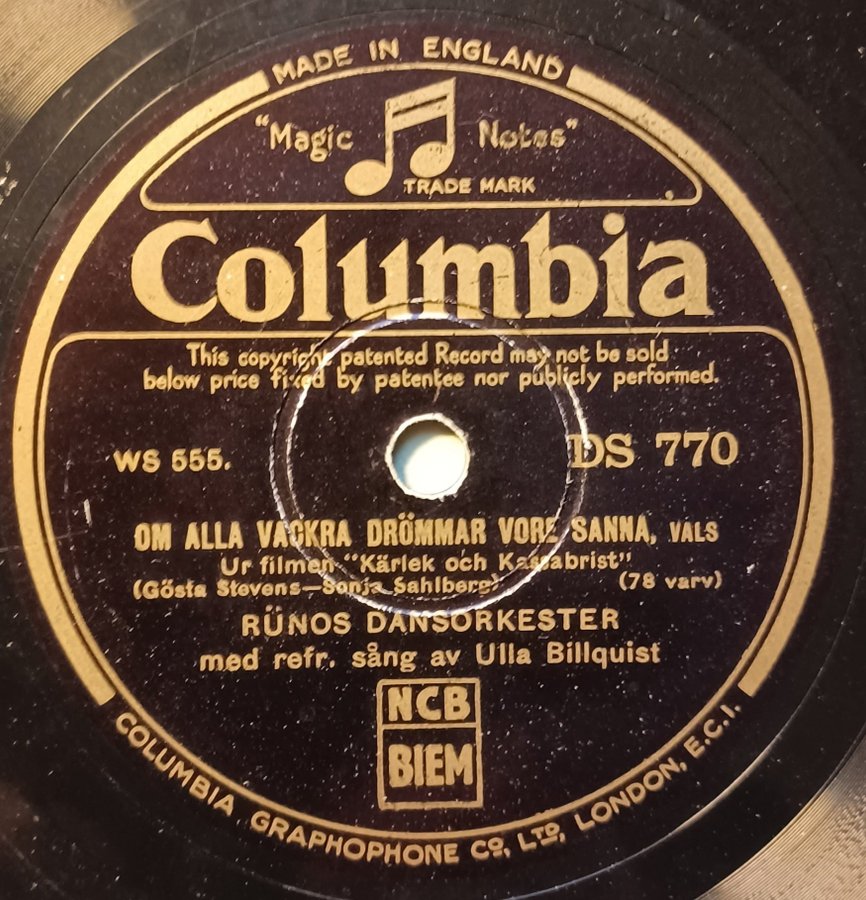 MADE IN ENGLAND
"Magic Notes"
TRADE MARK
Columbia
This copyright patented Record may not be sold
below price fixed by patentee nor publicly performed.
WS 555. DS 770
OM ALLA VACKRA DRÖMMAR VORE SANNA, VALS
Ur filmen "Kärlek och Kassabrist"
(Gösta Stevens—Sonja Sahlberg) (78 varv)
RÜNOS DANSORKESTER
med refr. sång av Ulla Billquist
NCB
BIEM
COLUMBIA GRAPHOPHONE CO, LTD, LONDON, E.C.I.